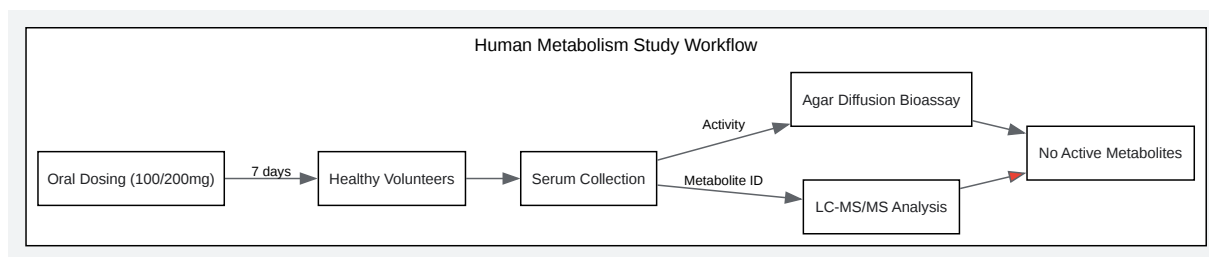 Human Metabolism Study Workflow
Oral Dosing (100/200mg)
7 days
Healthy Volunteers
Serum Collection
Activity
Agar Diffusion Bioassay
Metabolite ID
LC-MS/MS Analysis
No Active Metabolites